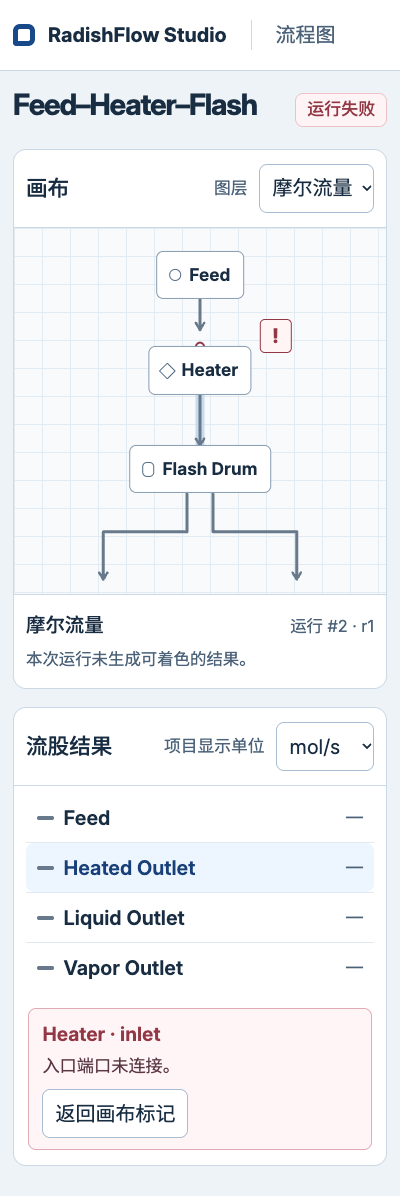 RadishFlow Studio 流程图
Feed–Heater–Flash 运行失败
画布 图层 摩尔流量
Feed
!
Heater
Flash Drum
摩尔流量 运行 #2 · r1
本次运行未生成可着色的结果。
流股结果 项目显示单位 mol/s
Feed —
Heated Outlet —
Liquid Outlet —
Vapor Outlet —
Heater · inlet
入口端口未连接。
返回画布标记